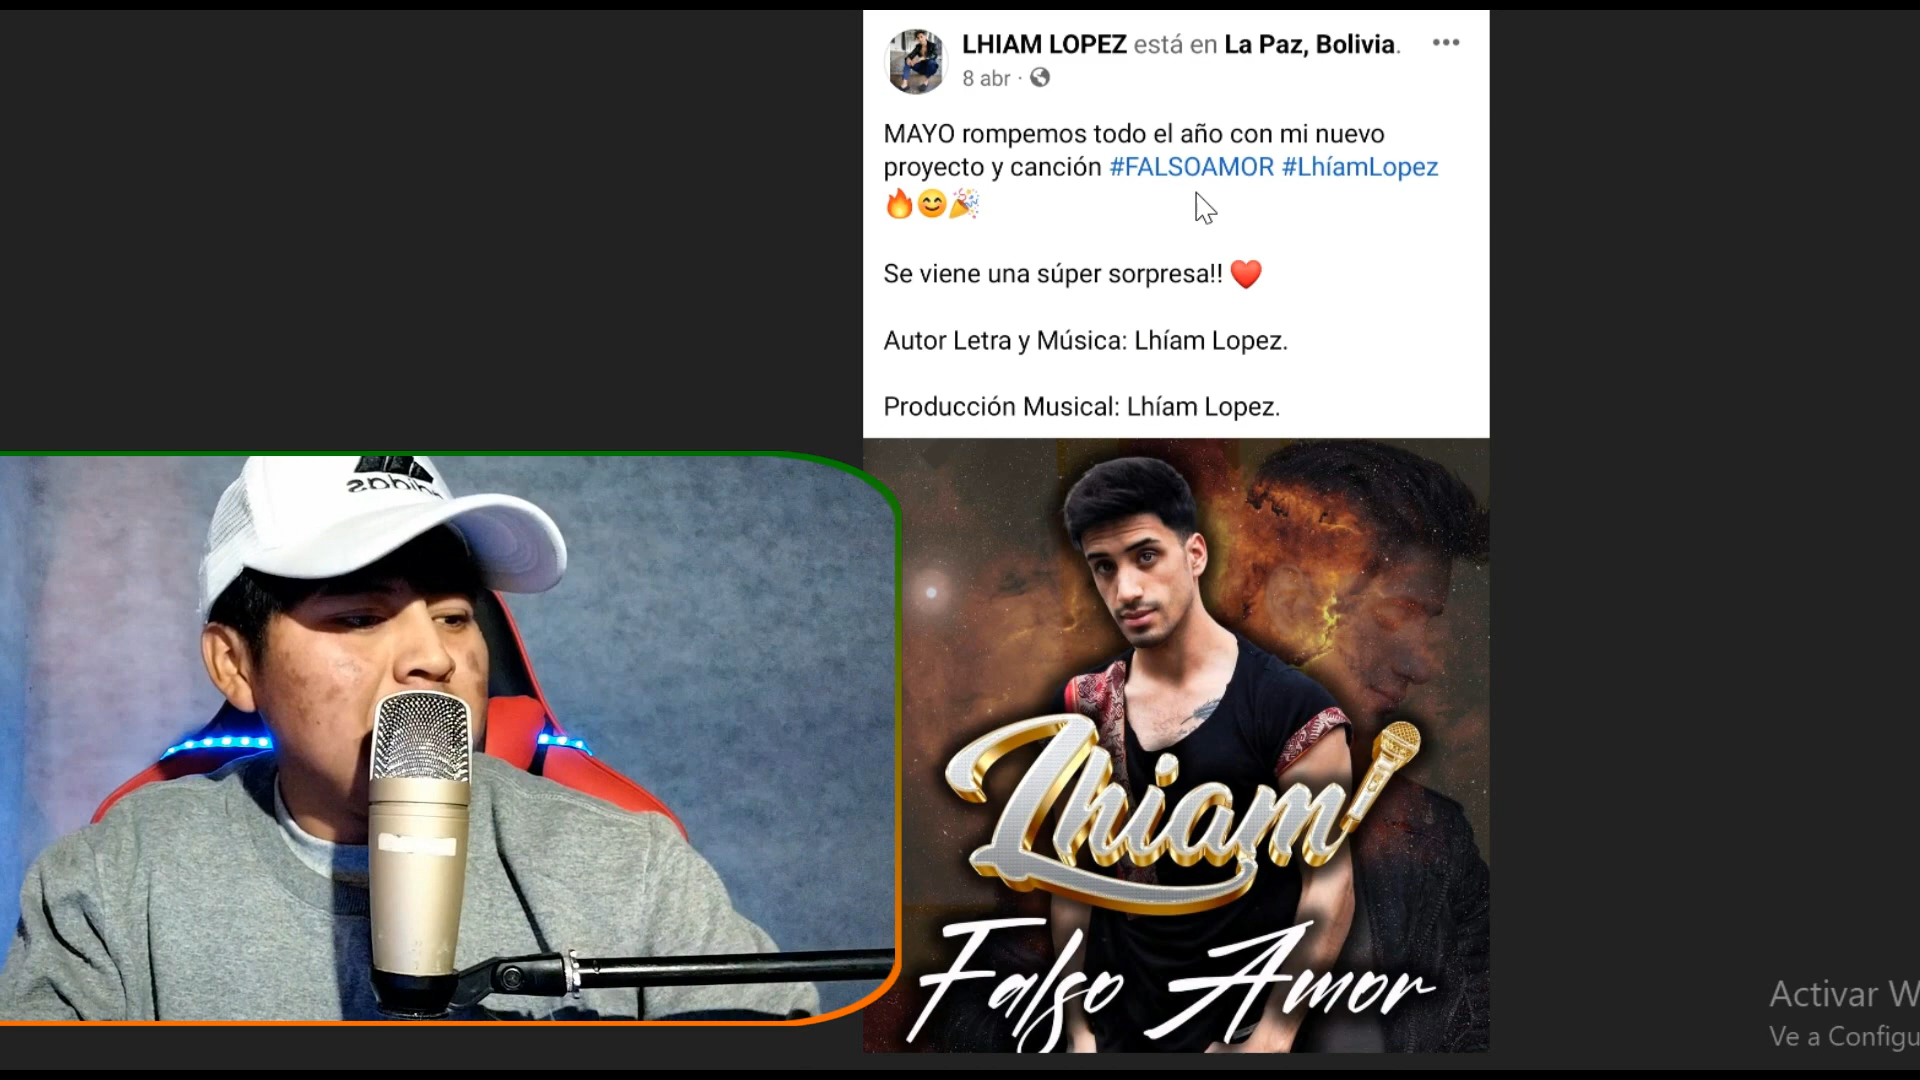 LHIAM LOPEZ está en La Paz, Bolivia.
8 abr ·
MAYO rompemos todo el año con mi nuevo
proyecto y canción #FALSOAMOR #LhíamLopez
🔥😊🎉
Se viene una súper sorpresa!! ❤️
Autor Letra y Música: Lhíam Lopez.
Producción Musical: Lhíam Lopez.
adidas
Lhiam
Falso Amor
Activar W
Ve a Configu